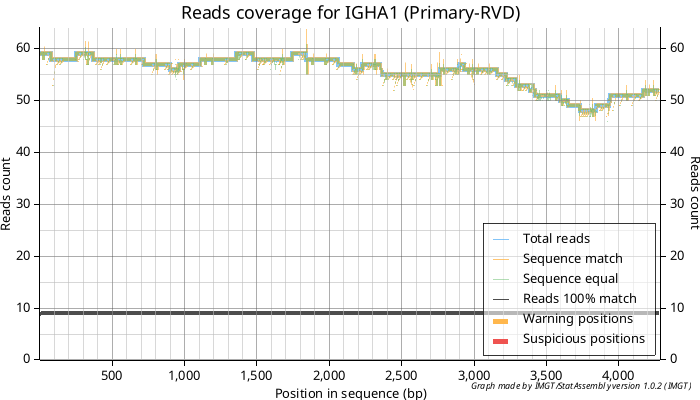 Reads coverage for IGHA1 (Primary-RVD)
60
50
40
30
20
10
0
Reads count
60
50
40
30
20
10
0
Reads count
500
1,000
1,500
2,000
2,500
3,000
3,500
4,000
Position in sequence (bp)
Total reads
Sequence match
Sequence equal
Reads 100% match
Warning positions
Suspicious positions
Graph made by IMGT/StatAssembly version 1.0.2 (IMGT)